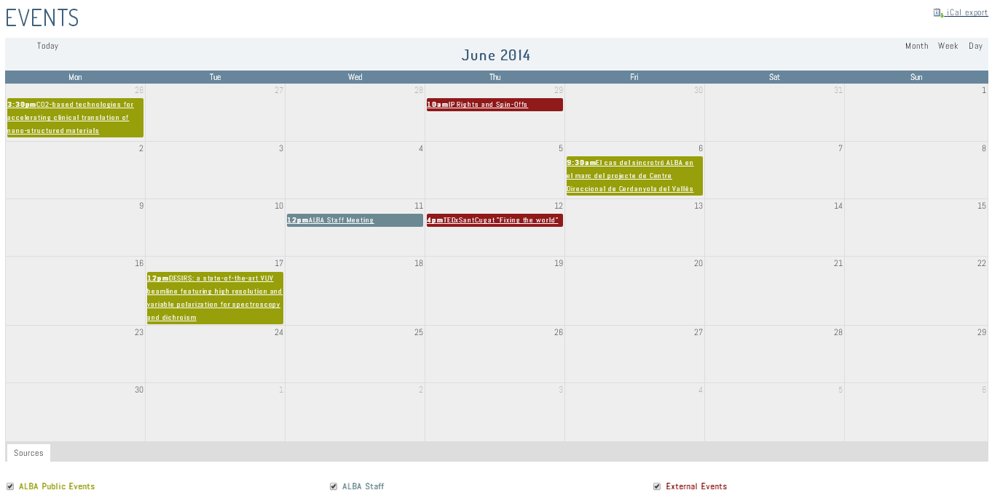 EVENTS
iCal export
Today
June 2014
Month Week Day
Mon Tue Wed Thu Fri Sat Sun
26 27 28 29 30 31 1
3:30pmCO2-based technologies for
accelerating clinical translation of
nano-structured materials
10amIP Rights and Spin-Offs
2 3 4 5 6 7 8
9:30amEl cas del sincrotró ALBA en
el marc del projecte de Centre
Direccional de Cerdanyola del Vallès
9 10 11 12 13 14 15
12pmALBA Staff Meeting
4pmTEDxSantCugat "Fixing the world"
16 17 18 19 20 21 22
12pmDESIRS: a state-of-the-art VUV
beamline featuring high resolution and
variable polarization for spectroscopy
and dichroism
23 24 25 26 27 28 29
30 1 2 3 4 5 6
Sources
ALBA Public Events
ALBA Staff
External Events